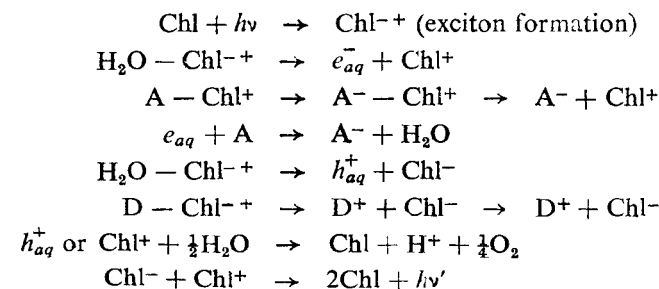 Chl + hν → Chl⁻⁺ (exciton formation)
H₂O – Chl⁻⁺ → e⁻aq + Chl⁺
A – Chl⁺ → A⁻ – Chl⁺ → A⁻ + Chl⁺
eaq + A → A⁻ + H₂O
H₂O – Chl⁻⁺ → h⁺aq + Chl⁻
D – Chl⁻⁺ → D⁺ + Chl⁻ → D⁺ + Chl⁻
h⁺aq or Chl⁺ + ½H₂O → Chl + H⁺ + ¼O₂
Chl⁻ + Chl⁺ → 2Chl + hν′